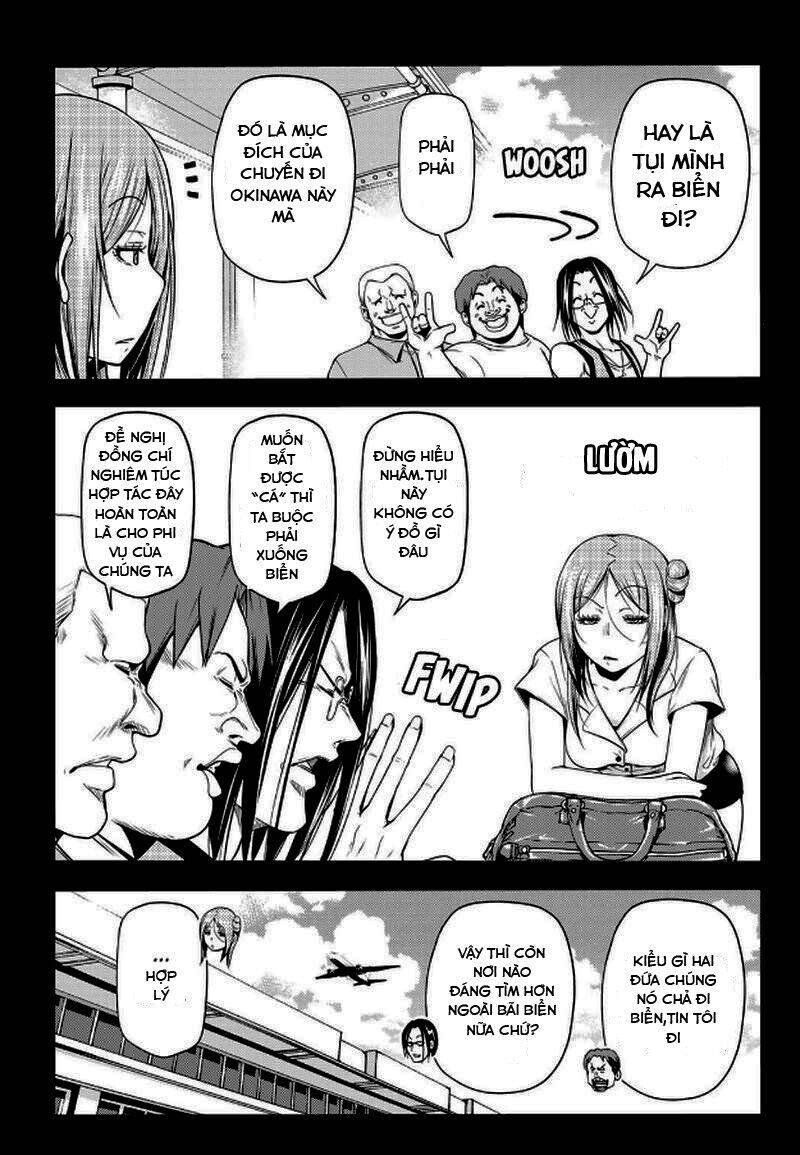 HAY LÀ
TỤI MÌNH
RA BIỂN
ĐI?
WOOSH
PHẢI
PHẢI
ĐÓ LÀ MỤC
ĐÍCH CỦA
CHUYẾN ĐI
OKINAWA NÀY
MÀ
LƯỜM
ĐỪNG HIỂU
NHẦM.TỤI
NÀY
KHÔNG CÓ
Ý ĐỒ GÌ
ĐÂU
MUỐN
BẮT
ĐƯỢC
“CÁ” THÌ
TA BUỘC
PHẢI
XUỐNG
BIỂN
ĐỀ NGHỊ
ĐỒNG CHÍ
NGHIÊM TÚC
HỢP TÁC ĐÂY
HOÀN TOÀN
LÀ CHO PHI
VỤ CỦA
CHÚNG TA
FWIP
KIỂU GÌ HAI
ĐỨA CHÚNG
NÓ CHẢ ĐI
BIỂN,TIN TÔI
ĐI
VẬY THÌ CÒN
NƠI NÀO
ĐÁNG TÌM HƠN
NGOÀI BÃI BIỂN
NỮA CHỨ?
...
HỢP
LÝ